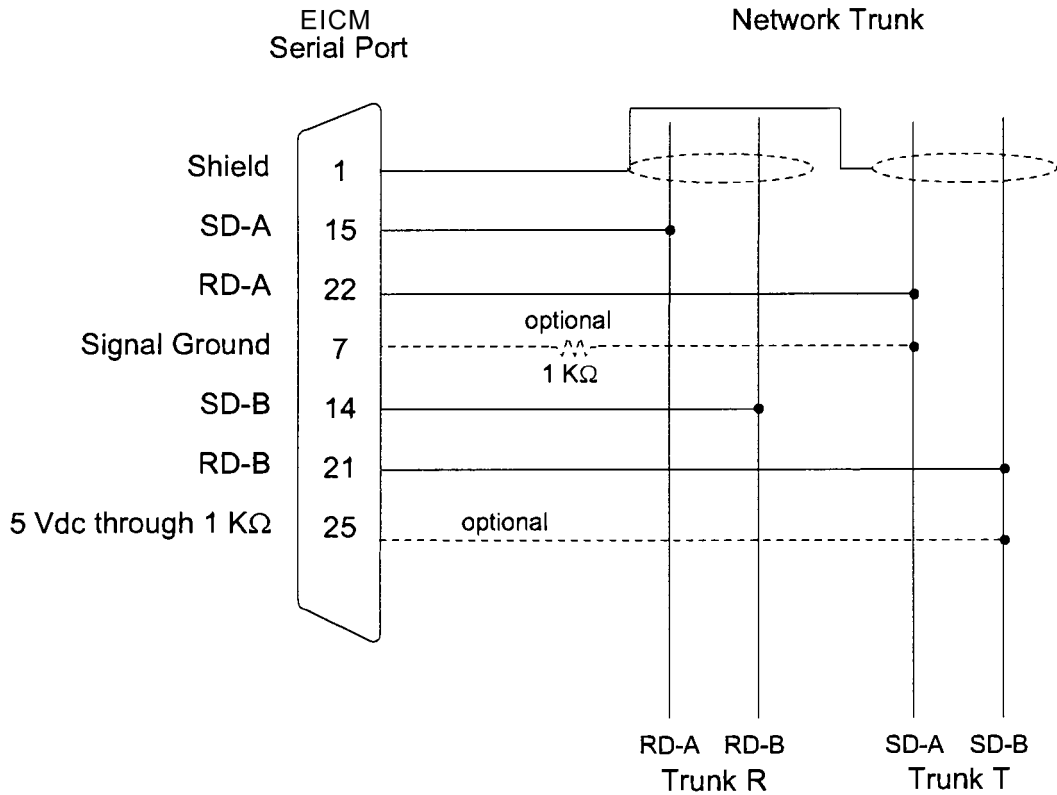 EICM
Serial Port
Network Trunk
Shield 1
SD-A 15
RD-A 22
optional
Signal Ground 7
1 KΩ
SD-B 14
RD-B 21
5 Vdc through 1 KΩ 25 optional
RD-A RD-B SD-A SD-B
Trunk R Trunk T